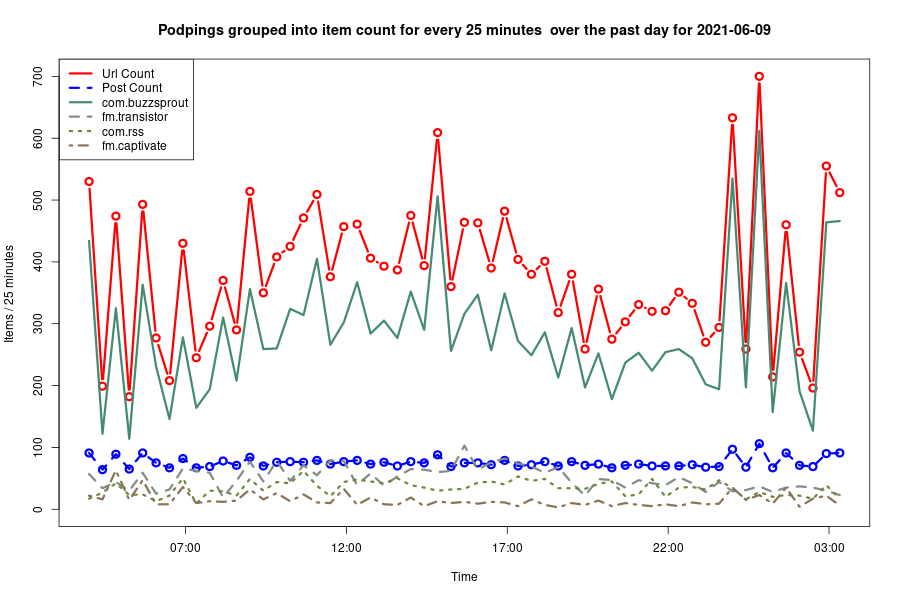 Podpings grouped into item count for every 25 minutes  over the past day for 2021-06-09
Url Count
Post Count
com.buzzsprout
fm.transistor
com.rss
fm.captivate
700
600
500
400
300
200
100
0
Items / 25 minutes
07:00 12:00 17:00 22:00 03:00
Time